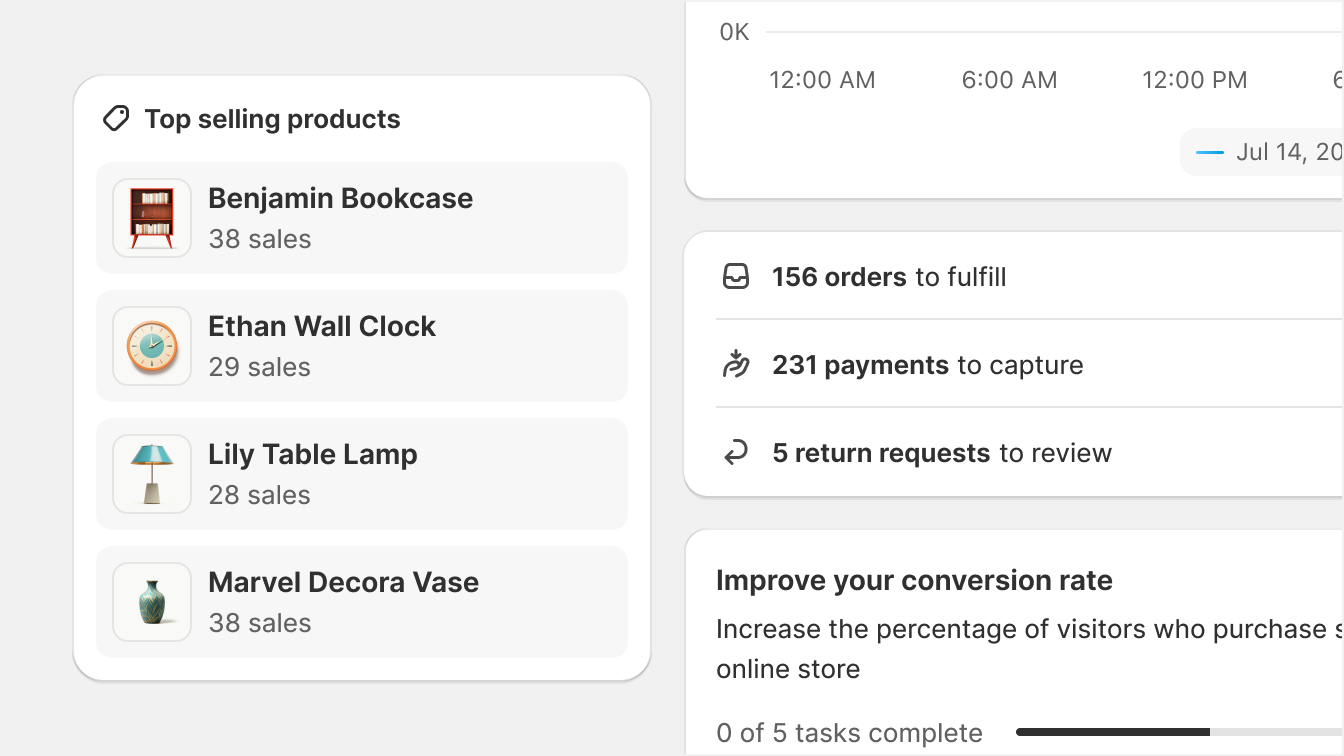 Top selling products
Benjamin Bookcase
38 sales
Ethan Wall Clock
29 sales
Lily Table Lamp
28 sales
Marvel Decora Vase
38 sales
0K
12:00 AM 6:00 AM 12:00 PM 6
Jul 14, 20
156 orders to fulfill
231 payments to capture
5 return requests to review
Improve your conversion rate
Increase the percentage of visitors who purchase
online store
0 of 5 tasks complete